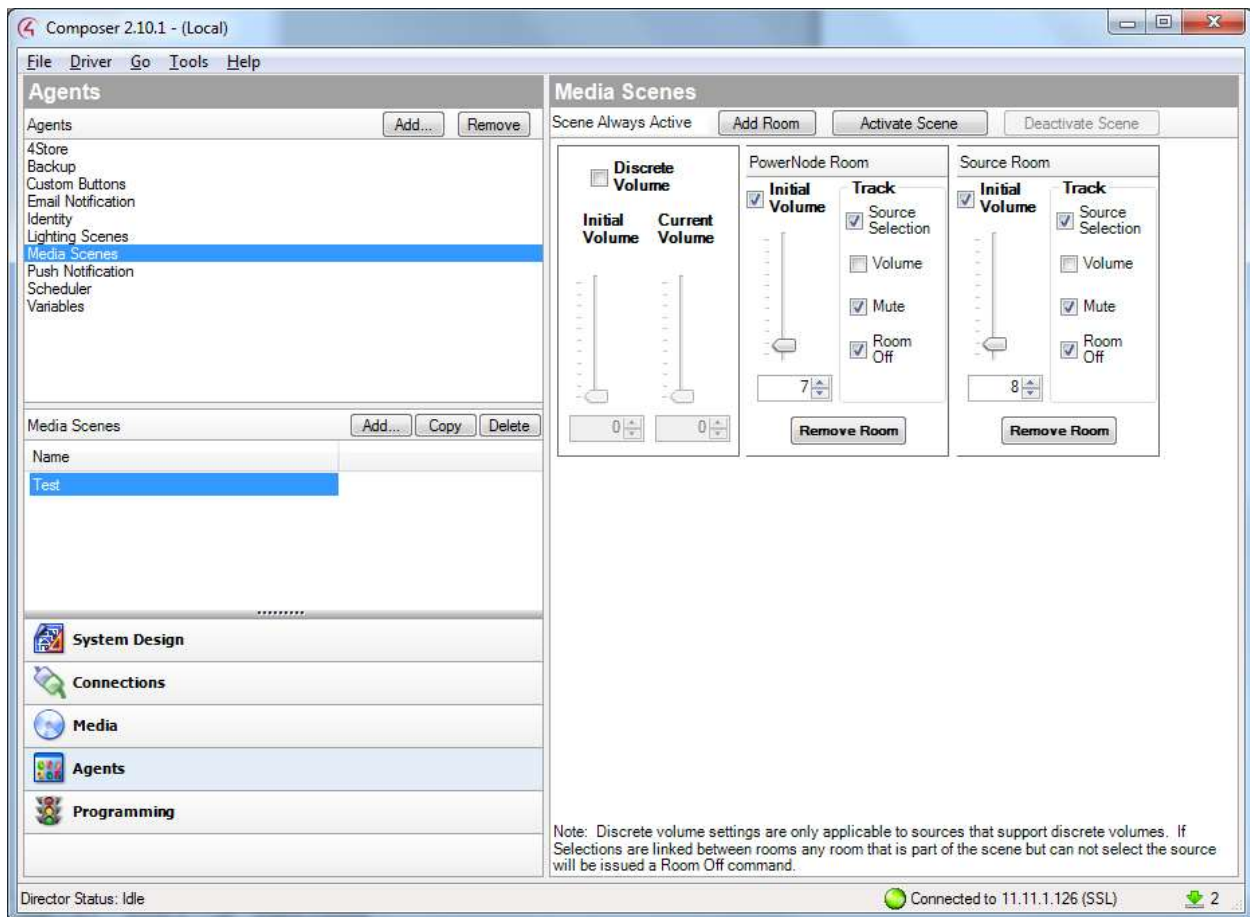 Composer 2.10.1 - (Local)
File Driver Go Tools Help
Agents
Agents Add... Remove
4Store
Backup
Custom Buttons
Email Notification
Identity
Lighting Scenes
Media Scenes
Push Notification
Scheduler
Variables
Media Scenes Add... Copy Delete
Name
Test
System Design
Connections
Media
Agents
Programming
Media Scenes
Scene Always Active Add Room Activate Scene Deactivate Scene
Discrete
Volume
Initial Current
Volume Volume
0 0
PowerNode Room
Initial
Volume
Track
Source
Selection
Volume
Mute
Room
Off
7
Remove Room
Source Room
Initial
Volume
Track
Source
Selection
Volume
Mute
Room
Off
8
Remove Room
Note: Discrete volume settings are only applicable to sources that support discrete volumes. If
Selections are linked between rooms any room that is part of the scene but can not select the source
will be issued a Room Off command.
Director Status: Idle Connected to 11.11.1.126 (SSL) 2